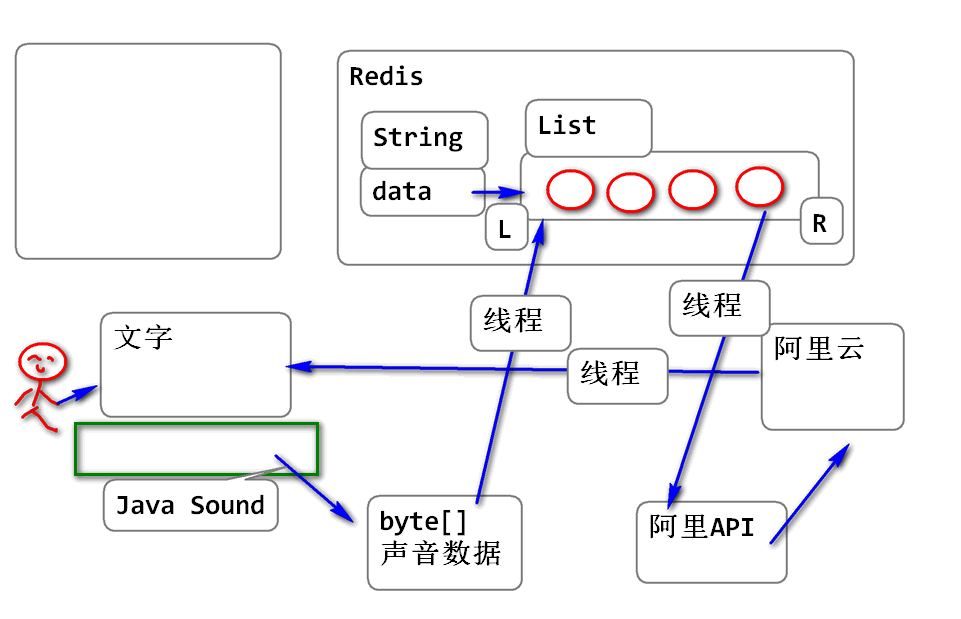 Redis
String
List
data
L
R
线程
线程
文字
线程
阿里云
Java Sound
byte[]
声音数据
阿里API